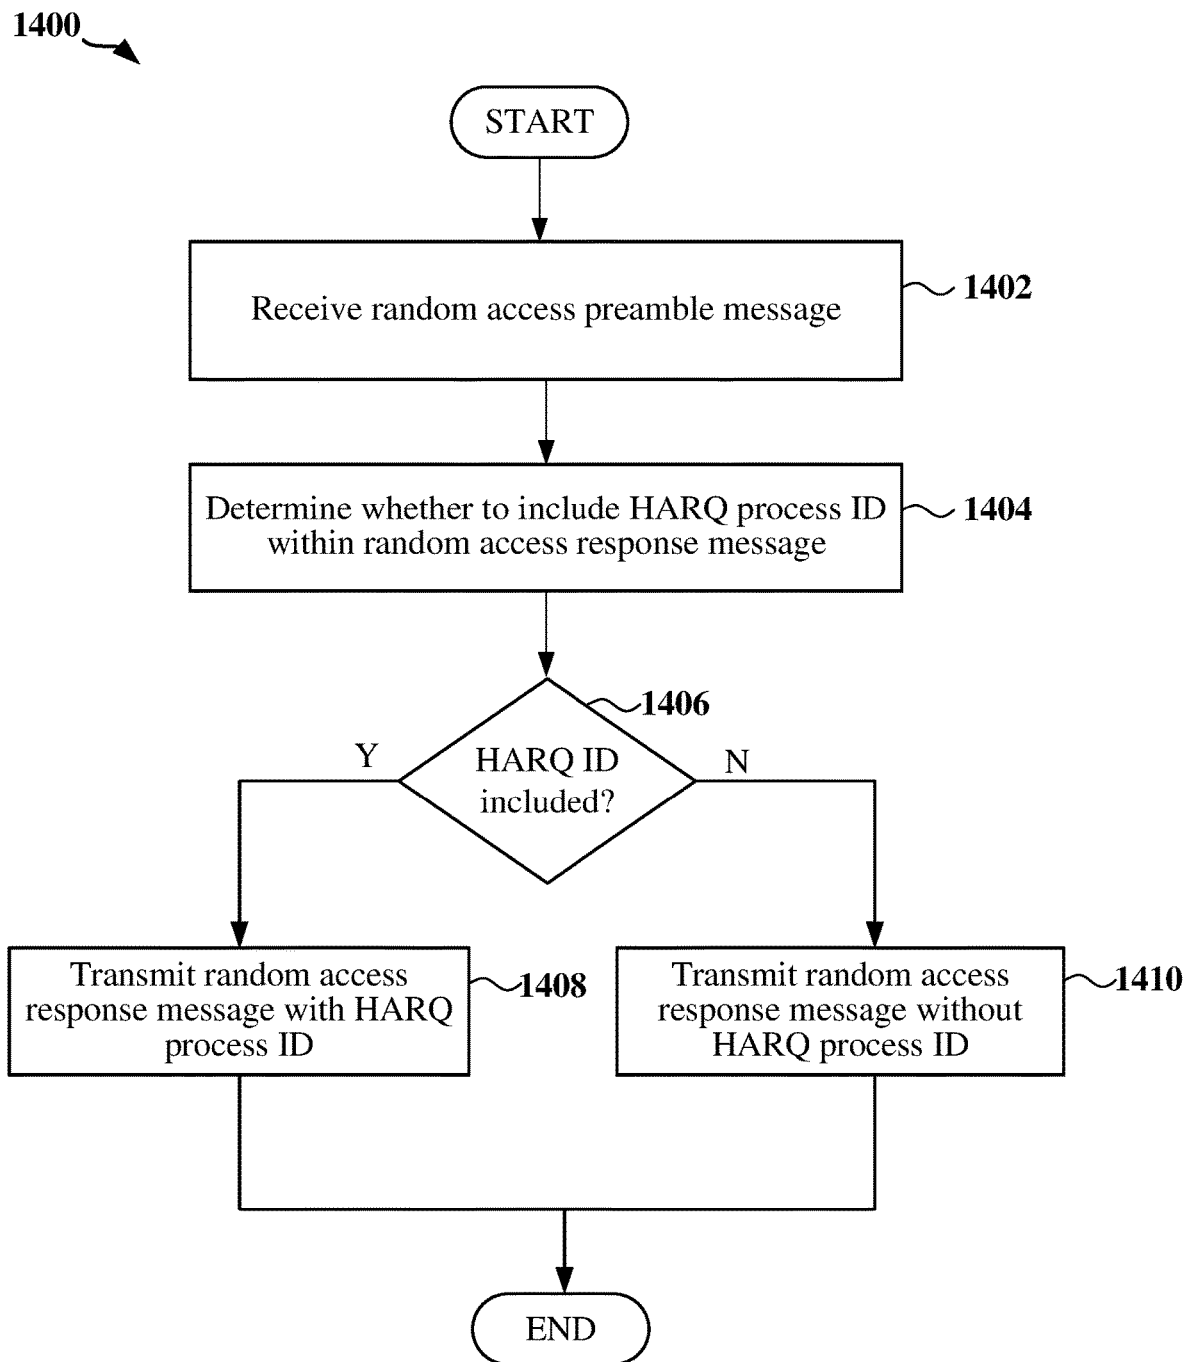 1400
START
Receive random access preamble message
1402
Determine whether to include HARQ process ID
within random access response message
1404
1406
HARQ ID
included?
Y
N
Transmit random access
response message with HARQ
process ID
1408
Transmit random access
response message without
HARQ process ID
1410
END